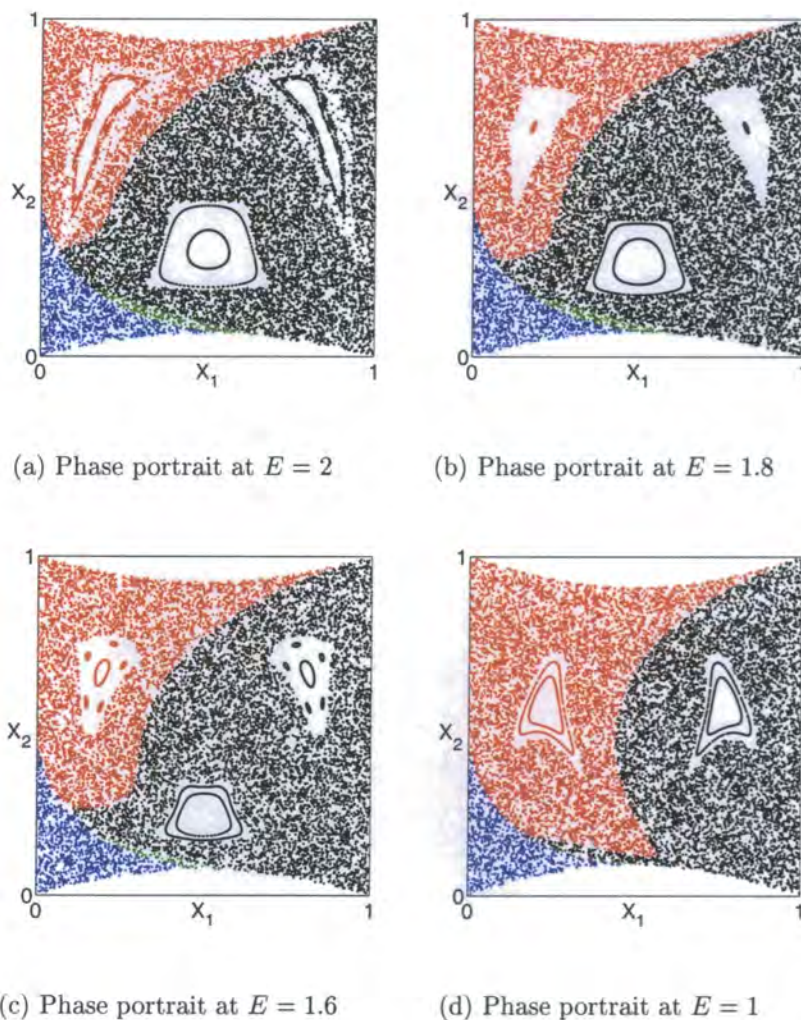 1
1
X₂
X₂
0
0
0
X₁
1
0
X₁
1
(a) Phase portrait at E = 2
(b) Phase portrait at E = 1.8
1
1
X₂
X₂
0
0
0
X₁
1
0
X₁
1
(c) Phase portrait at E = 1.6
(d) Phase portrait at E = 1